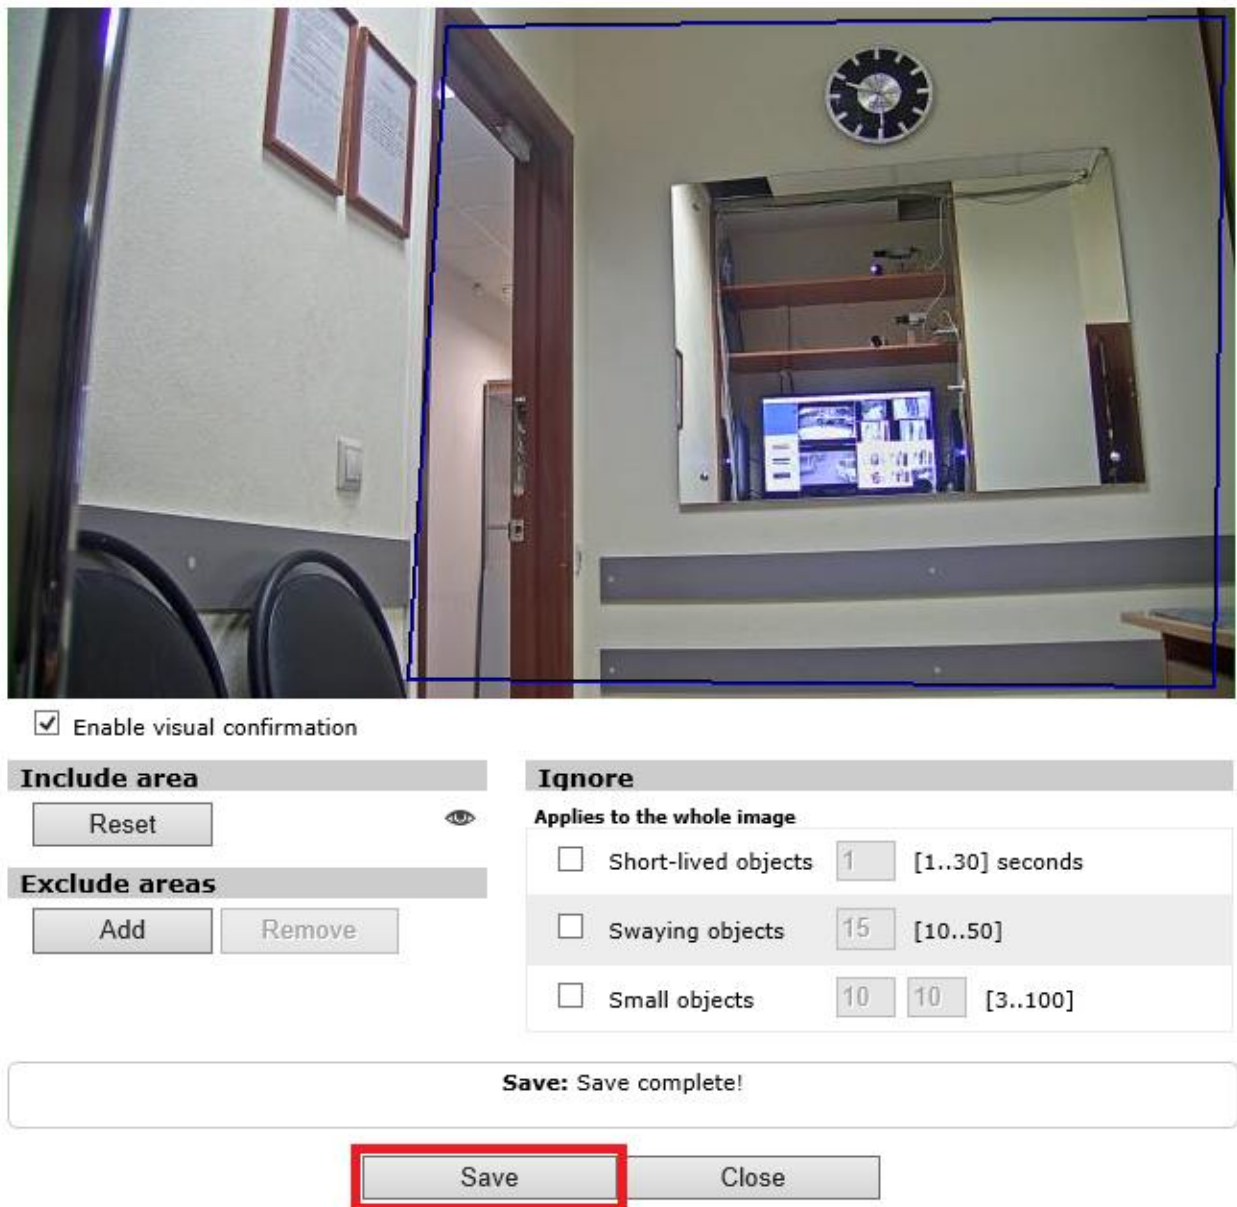 Enable visual confirmation
Include area
Reset
Exclude areas
Add Remove
Ignore
Applies to the whole image
Short-lived objects 1 [1..30] seconds
Swaying objects 15 [10..50]
Small objects 10 10 [3..100]
Save: Save complete!
Save Close